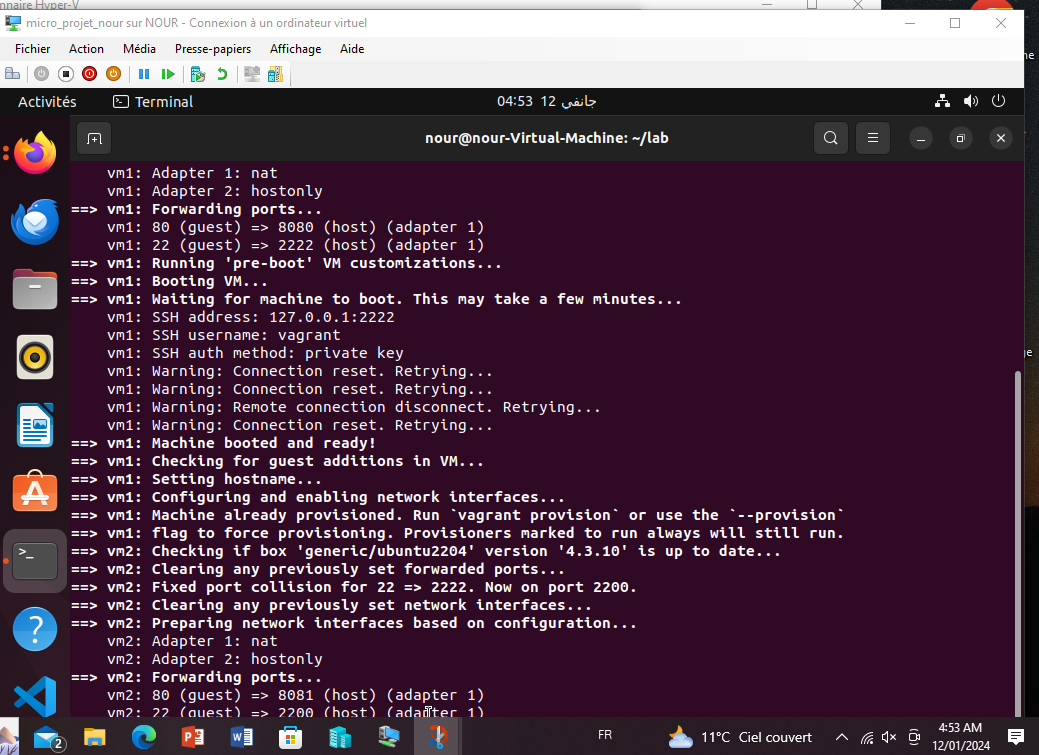 nnaire Hyper-V
micro_projet_nour sur NOUR - Connexion à un ordinateur virtuel
Fichier Action Média Presse-papiers Affichage Aide
Activités Terminal 04:53 12 جانفي
nour@nour-Virtual-Machine: ~/lab
vm1: Adapter 1: nat
vm1: Adapter 2: hostonly
==> vm1: Forwarding ports...
vm1: 80 (guest) => 8080 (host) (adapter 1)
vm1: 22 (guest) => 2222 (host) (adapter 1)
==> vm1: Running 'pre-boot' VM customizations...
==> vm1: Booting VM...
==> vm1: Waiting for machine to boot. This may take a few minutes...
vm1: SSH address: 127.0.0.1:2222
vm1: SSH username: vagrant
vm1: SSH auth method: private key
vm1: Warning: Connection reset. Retrying...
vm1: Warning: Connection reset. Retrying...
vm1: Warning: Remote connection disconnect. Retrying...
vm1: Warning: Connection reset. Retrying...
==> vm1: Machine booted and ready!
==> vm1: Checking for guest additions in VM...
==> vm1: Setting hostname...
==> vm1: Configuring and enabling network interfaces...
==> vm1: Machine already provisioned. Run `vagrant provision` or use the `--provision`
==> vm1: flag to force provisioning. Provisioners marked to run always will still run.
==> vm2: Checking if box 'generic/ubuntu2204' version '4.3.10' is up to date...
==> vm2: Clearing any previously set forwarded ports...
==> vm2: Fixed port collision for 22 => 2222. Now on port 2200.
==> vm2: Clearing any previously set network interfaces...
==> vm2: Preparing network interfaces based on configuration...
vm2: Adapter 1: nat
vm2: Adapter 2: hostonly
==> vm2: Forwarding ports...
vm2: 80 (guest) => 8081 (host) (adapter 1)
vm2: 22 (guest) => 2200 (host) (adapter 1)
ne
ge
2
FR
11°C Ciel couvert
4:53 AM
12/01/2024